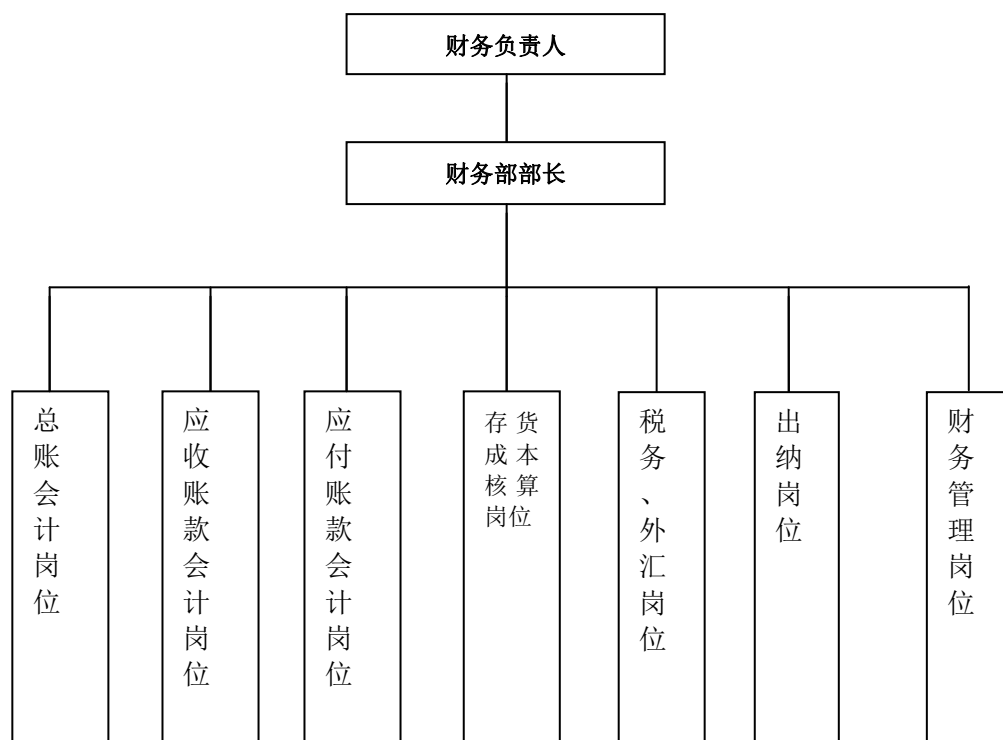 财务负责人
财务部部长
总账会计岗位
应收账款会计岗位
应付账款会计岗位
存货
成本
核算
岗位
税务、外汇岗位
出纳岗位
财务管理岗位